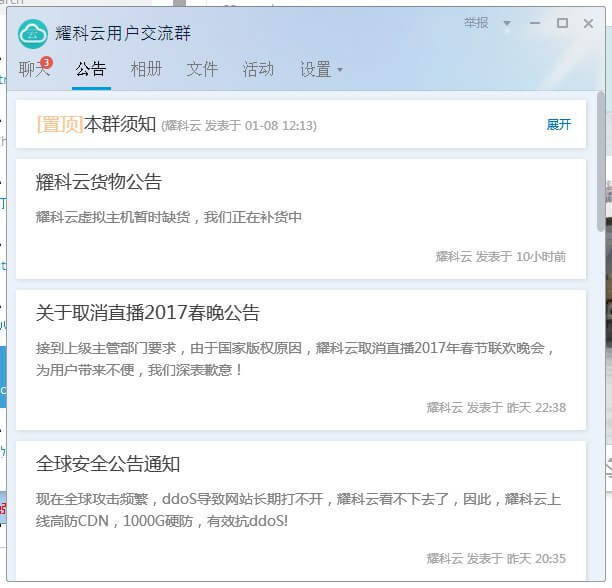 耀科云用户交流群
举报
聊天 3 公告 相册 文件 活动 设置
[置顶]本群须知 (耀科云 发表于 01-08 12:13) 展开
耀科云货物公告
耀科云虚拟主机暂时缺货，我们正在补货中
耀科云 发表于 10小时前
关于取消直播2017春晚公告
接到上级主管部门要求，由于国家版权原因，耀科云取消直播2017年春节联欢晚会，
为用户带来不便，我们深表歉意！
耀科云 发表于 昨天 22:38
全球安全公告通知
现在全球攻击频繁，ddoS导致网站长期打不开，耀科云看不下去了，因此，耀科云上
线高防CDN，1000G硬防，有效抗ddoS!
耀科云 发表于 昨天 20:35